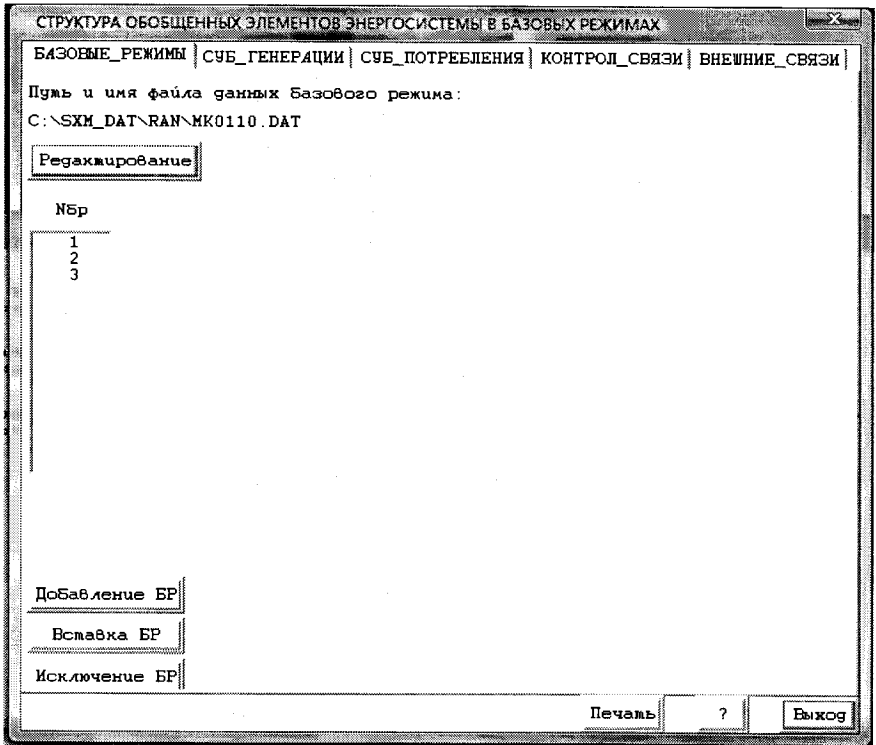 СТРУКТУРА ОБОБЩЕННЫХ ЭЛЕМЕНТОВ ЭНЕРГОСИСТЕМЫ В БАЗОВЫХ РЕЖИМАХ
БАЗОВЫЕ_РЕЖИМЫ СУБ_ГЕНЕРАЦИИ СУБ_ПОТРЕБЛЕНИЯ КОНТРОЛ_СВЯЗИ ВНЕШНИЕ_СВЯЗИ
Путь и имя файла данных базового режима:
C:\SXM_DAT\RAN\MK0110.DAT
Редактирование
Nбр
1
2
3
Добавление БР
Вставка БР
Исключение БР
Печать ? Выход